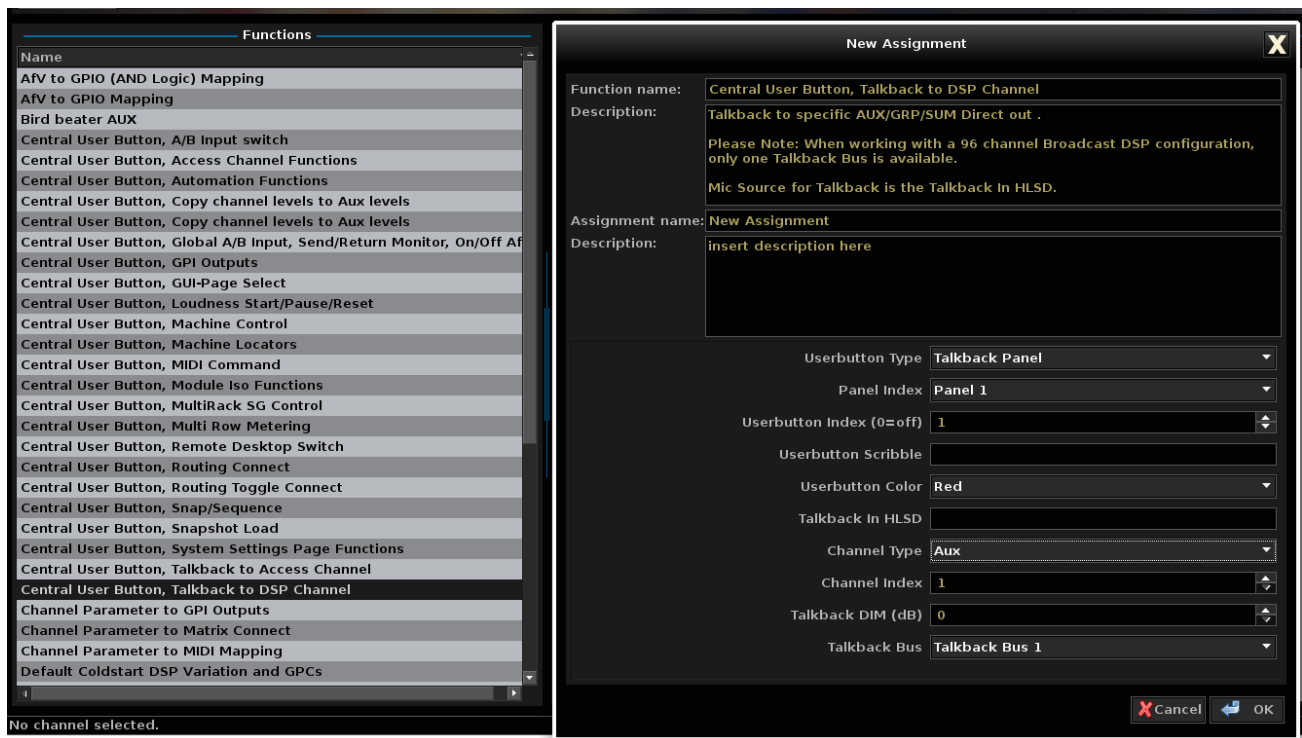 Functions
Name
AfV to GPIO (AND Logic) Mapping
AfV to GPIO Mapping
Bird beater AUX
Central User Button, A/B Input switch
Central User Button, Access Channel Functions
Central User Button, Automation Functions
Central User Button, Copy channel levels to Aux levels
Central User Button, Copy channel levels to Aux levels
Central User Button, Global A/B Input, Send/Return Monitor, On/Off Af
Central User Button, GPI Outputs
Central User Button, GUI-Page Select
Central User Button, Loudness Start/Pause/Reset
Central User Button, Machine Control
Central User Button, Machine Locators
Central User Button, MIDI Command
Central User Button, Module Iso Functions
Central User Button, MultiRack SG Control
Central User Button, Multi Row Metering
Central User Button, Remote Desktop Switch
Central User Button, Routing Connect
Central User Button, Routing Toggle Connect
Central User Button, Snap/Sequence
Central User Button, Snapshot Load
Central User Button, System Settings Page Functions
Central User Button, Talkback to Access Channel
Central User Button, Talkback to DSP Channel
Channel Parameter to GPI Outputs
Channel Parameter to Matrix Connect
Channel Parameter to MIDI Mapping
Default Coldstart DSP Variation and GPCs
No channel selected.
New Assignment
X
Function name: Central User Button, Talkback to DSP Channel
Description: Talkback to specific AUX/GRP/SUM Direct out .
Please Note: When working with a 96 channel Broadcast DSP configuration,
only one Talkback Bus is available.
Mic Source for Talkback is the Talkback In HLSD.
Assignment name: New Assignment
Description: insert description here
Userbutton Type Talkback Panel
Panel Index Panel 1
Userbutton Index (0=off) 1
Userbutton Scribble
Userbutton Color Red
Talkback In HLSD
Channel Type Aux
Channel Index 1
Talkback DIM (dB) 0
Talkback Bus Talkback Bus 1
Cancel OK